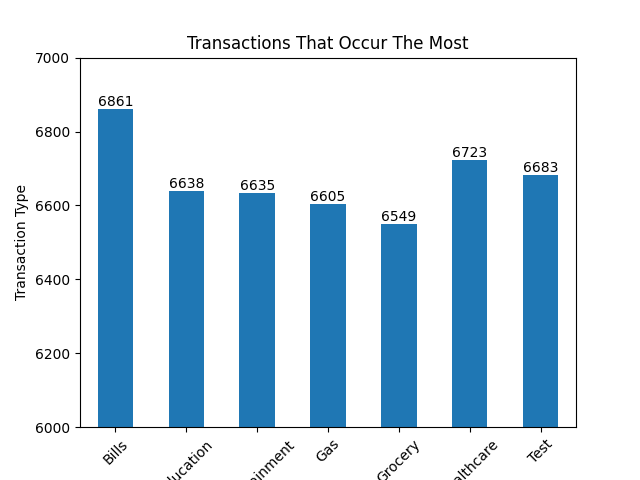 Transactions That Occur The Most
7000
6800
6600
6400
6200
6000
Transaction Type
6861
6638
6635
6605
6549
6723
6683
Bills
Gas
Grocery
Test